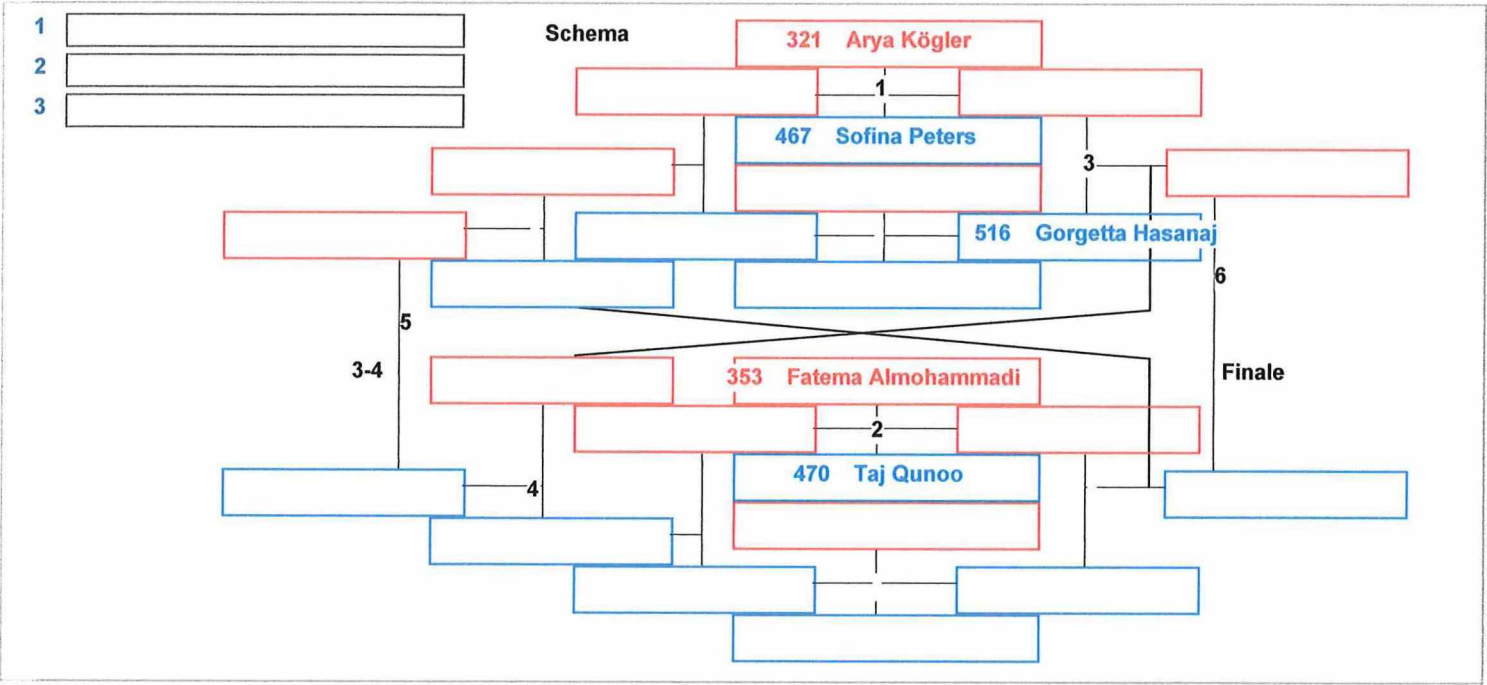 1
Schema
321 Arya Kögler
2
1
3
467 Sofina Peters
3
516 Gorgetta Hasanaj
6
5
3-4
353 Fatema Almohammadi
Finale
2
470 Taj Qunoo
4